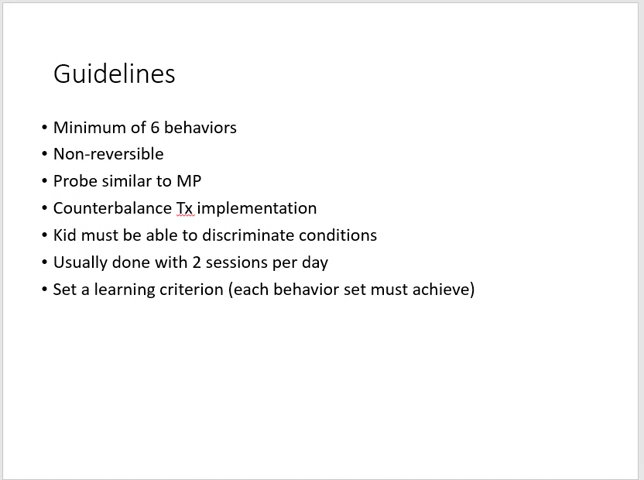 Guidelines
• Minimum of 6 behaviors
• Non-reversible
• Probe similar to MP
• Counterbalance Tx implementation
• Kid must be able to discriminate conditions
• Usually done with 2 sessions per day
• Set a learning criterion (each behavior set must achieve)